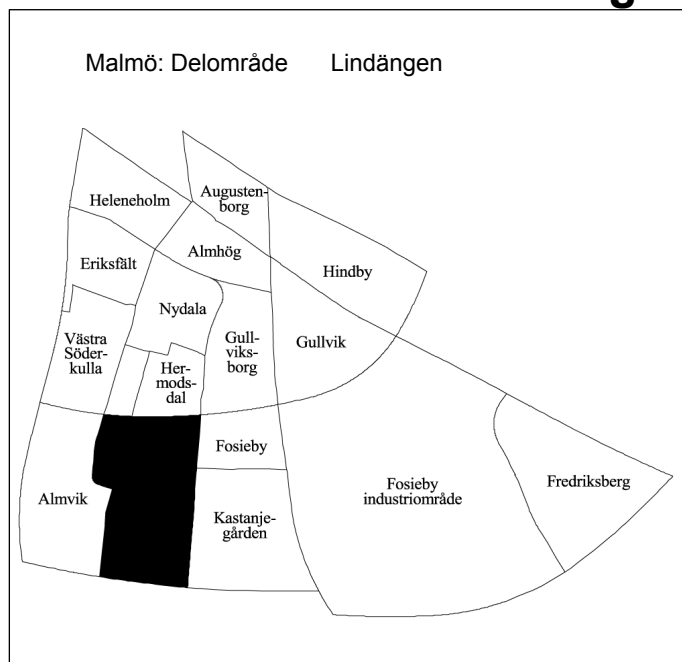 Malmö: Delområde Lindängen
Heleneholm
Augusten-
borg
Almhög
Eriksfält
Hindby
Nydala
Västra
Söder-
kulla
Gull-
viks-
borg
Gullvik
Her-
mods-
dal
Fosieby
Almvik
Fosieby
industriområde
Fredriksberg
Kastanje-
gården